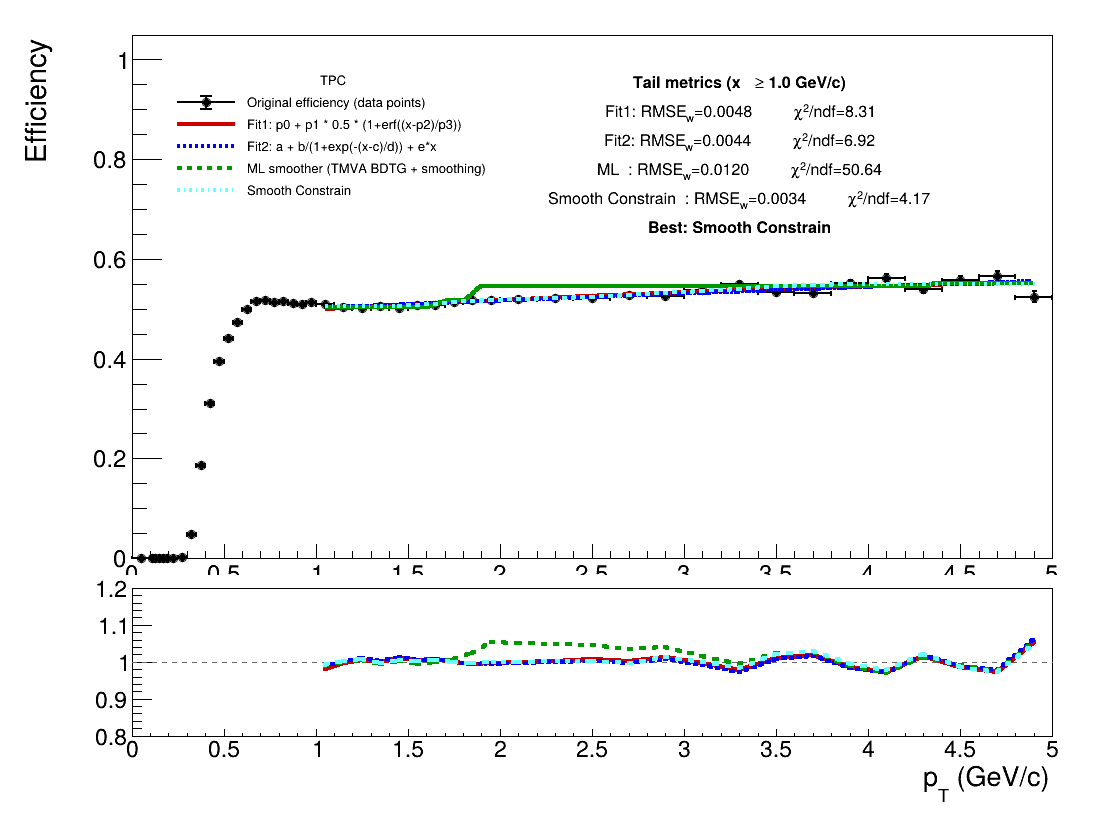 Efficiency
1
0.8
0.6
0.4
0.2
0
TPC
Original efficiency (data points)
Fit1: p0 + p1 * 0.5 * (1+erf((x-p2)/p3))
Fit2: a + b/(1+exp(-(x-c)/d)) + e*x
ML smoother (TMVA BDTG + smoothing)
Smooth Constrain
Tail metrics (x ≥ 1.0 GeV/c)
Fit1: RMSE_w=0.0048 χ²/ndf=8.31
Fit2: RMSE_w=0.0044 χ²/ndf=6.92
ML : RMSE_w=0.0120 χ²/ndf=50.64
Smooth Constrain : RMSE_w=0.0034 χ²/ndf=4.17
Best: Smooth Constrain
0 0.5 1 1.5 2 2.5 3 3.5 4 4.5 5
1.2
1.1
1
0.9
0.8
0 0.5 1 1.5 2 2.5 3 3.5 4 4.5 5
p_T (GeV/c)